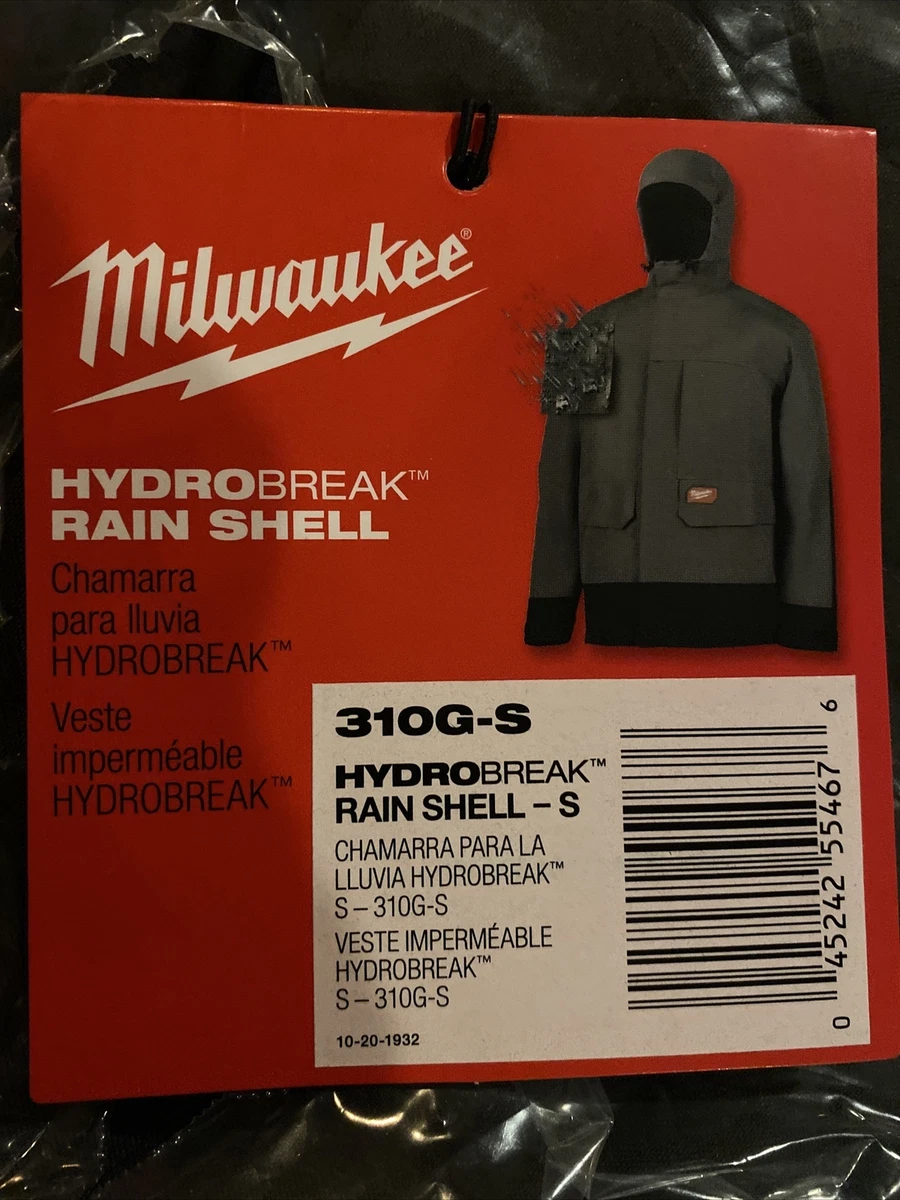 Milwaukee®
HYDROBREAK™
RAIN SHELL
Chamarra
para lluvia
HYDROBREAK™
Veste
imperméable
HYDROBREAK™
Milwaukee
310G-S
HYDROBREAK™
RAIN SHELL – S
CHAMARRA PARA LA
LLUVIA HYDROBREAK™
S – 310G-S
VESTE IMPERMÉABLE
HYDROBREAK™
S – 310G-S
10-20-1932
0 45242 55467 6